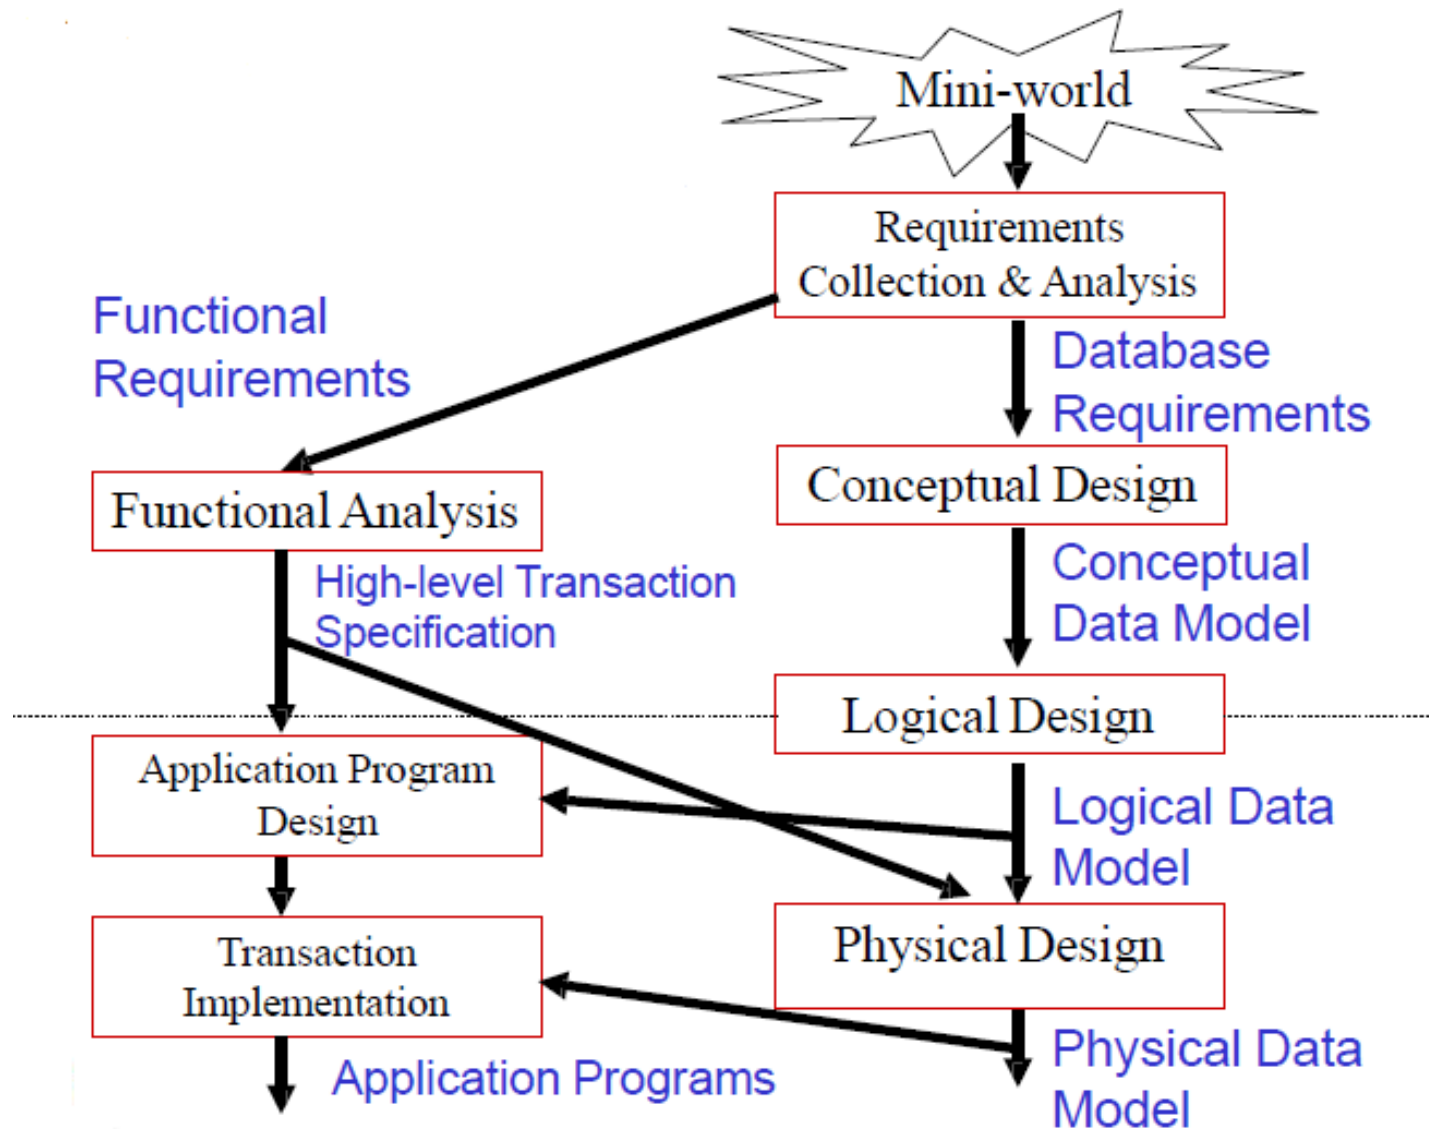 Mini-world
Requirements
Collection & Analysis
Functional
Requirements
Database
Requirements
Functional Analysis
Conceptual Design
High-level Transaction
Specification
Conceptual
Data Model
Logical Design
Application Program
Design
Logical Data
Model
Transaction
Implementation
Physical Design
Application Programs
Physical Data
Model